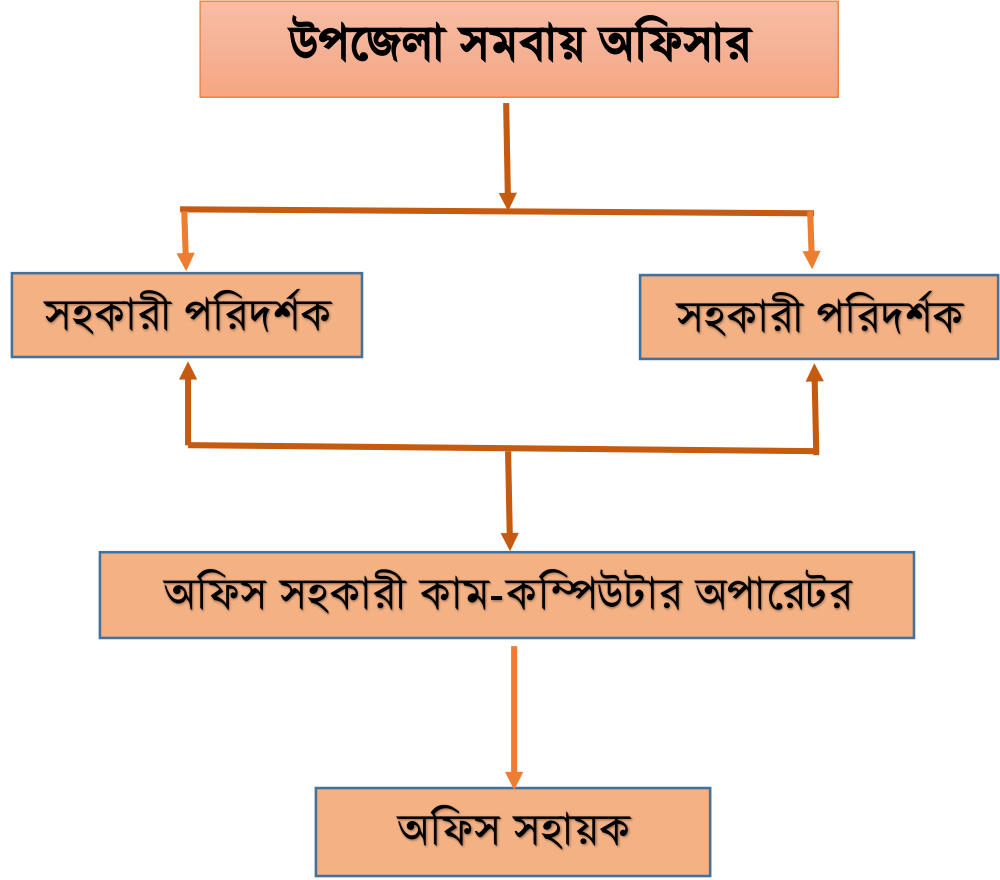 উপজেলা সমবায় অফিসার
সহকারী পরিদর্শক
সহকারী পরিদর্শক
অফিস সহকারী কাম-কম্পিউটার অপারেটর
অফিস সহায়ক